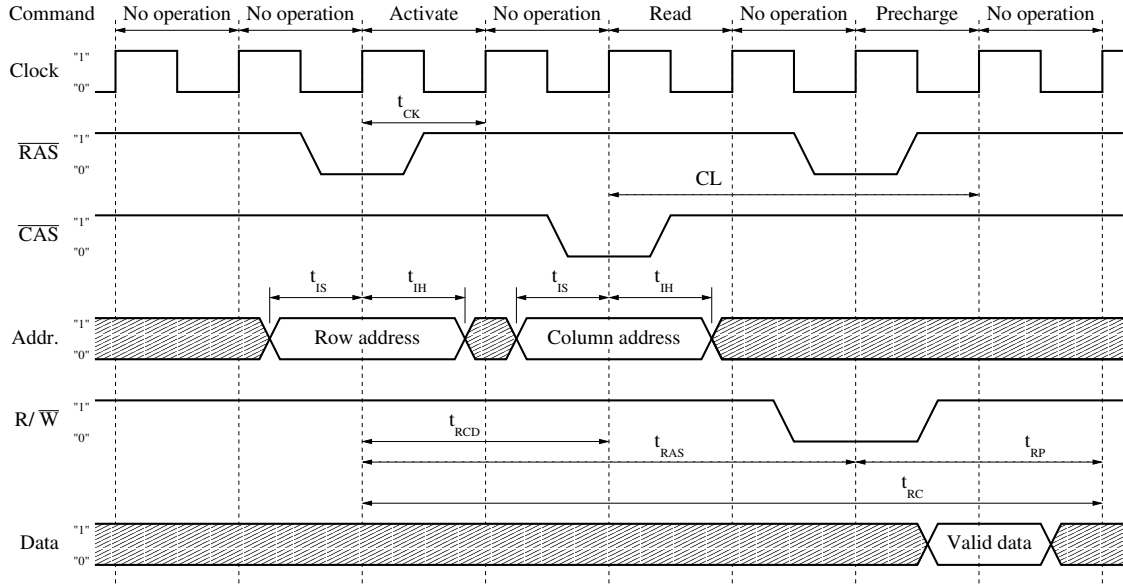 Command No operation No operation Activate No operation Read No operation Precharge No operation
Clock "1" "0"
t_CK
R̅A̅S̅ "1" "0"
CL
C̅A̅S̅ "1" "0"
t_IS t_IH t_IS t_IH
Addr. "1" "0" Row address Column address
R/ W̅ "1" "0"
t_RCD
t_RAS t_RP
t_RC
Data "1" "0" Valid data